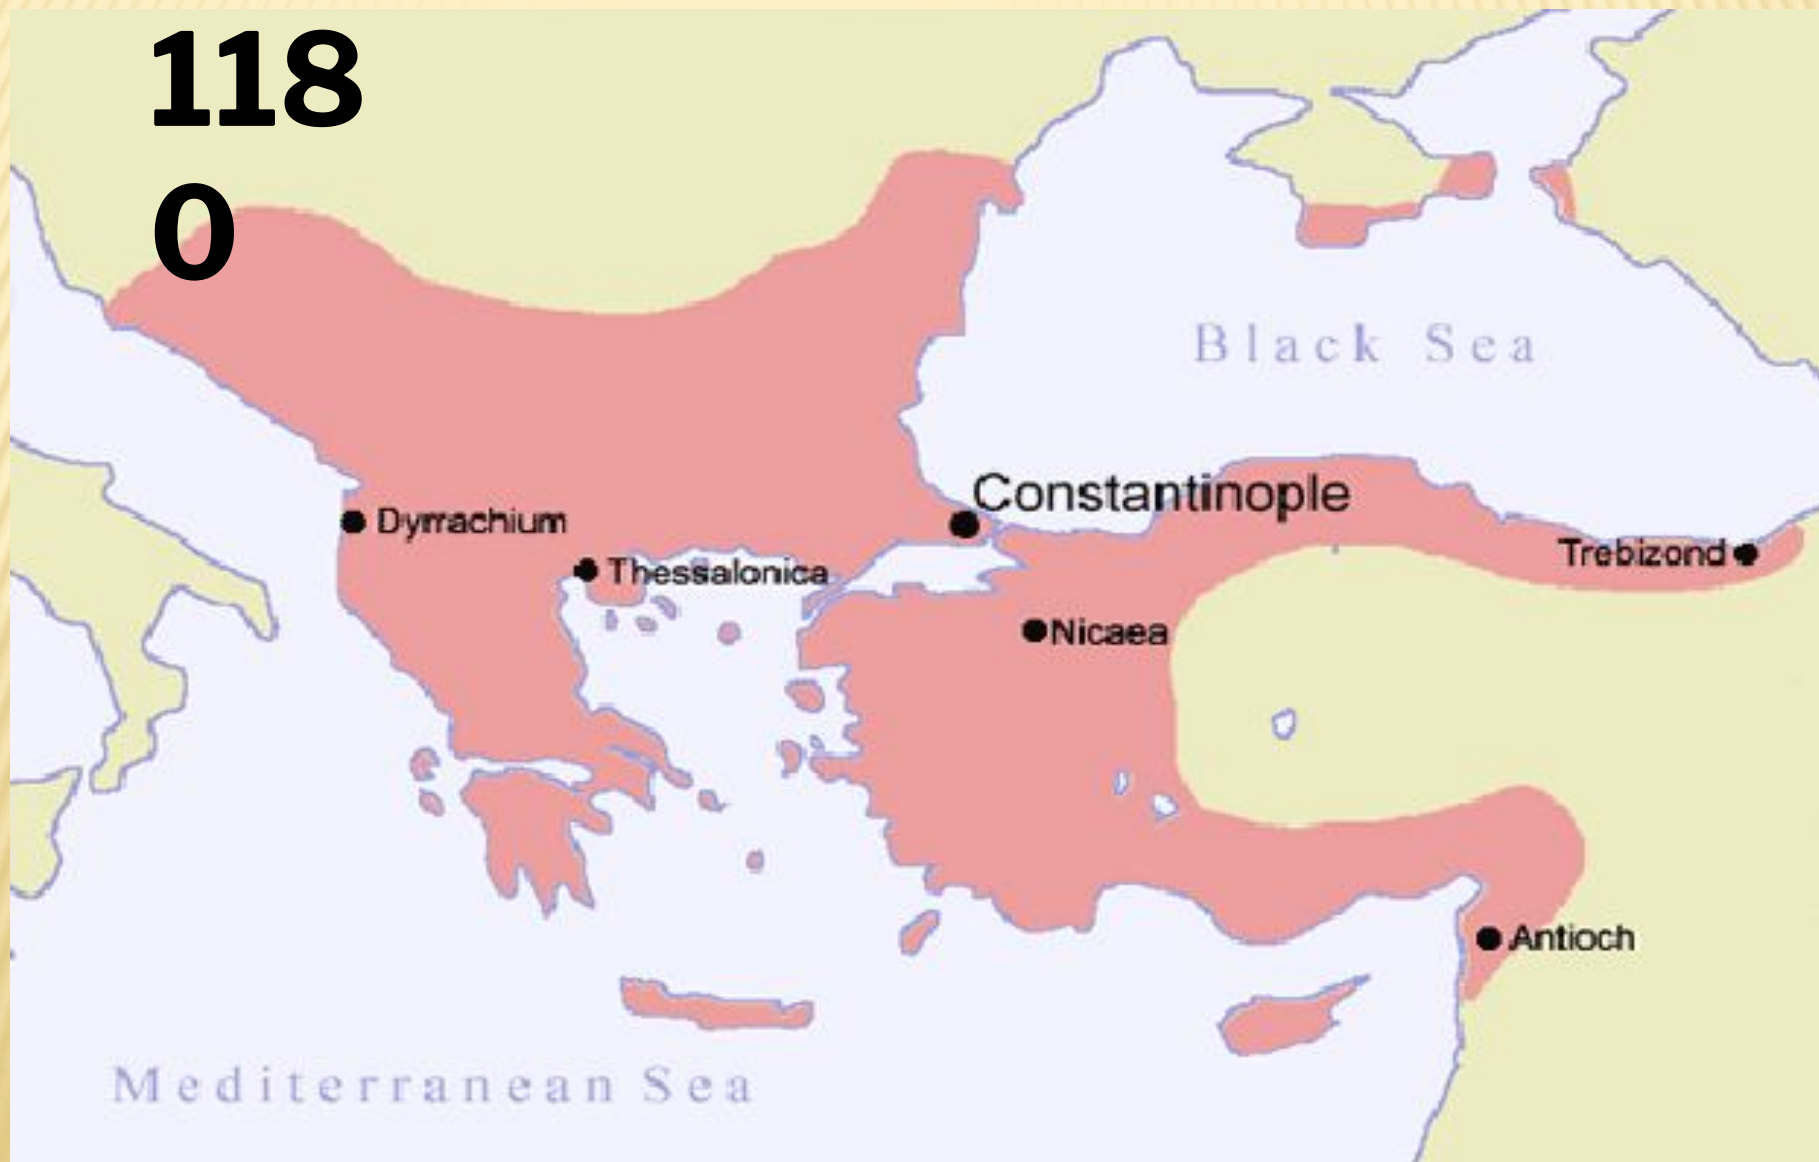 118
0
Black Sea
Constantinople
Dyrrachium
Trebizond
Thessalonica
Nicaea
Antioch
Mediterranean Sea